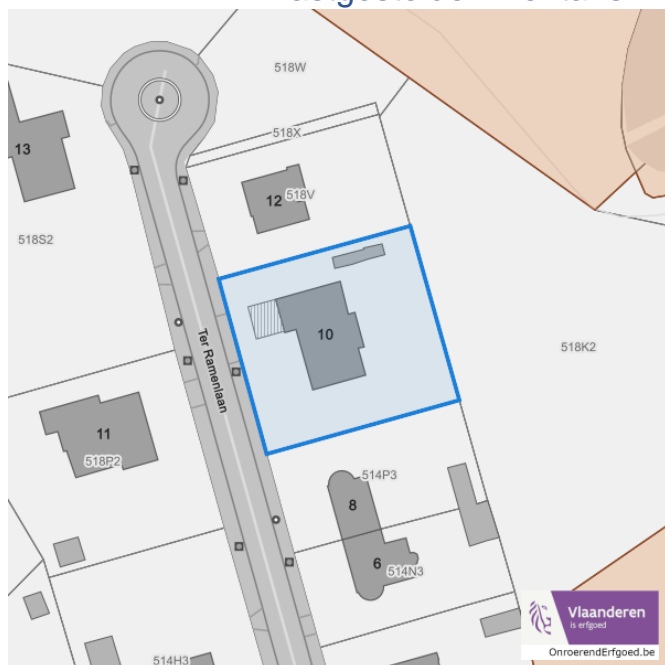 518W
518X
13
12
518V
518S2
10
518K2
Ter Ramenlaan
11
518P2
514P3
8
6
514N3
Vlaanderen
is erfgoed
OnroerendErfgoed.be
514H3